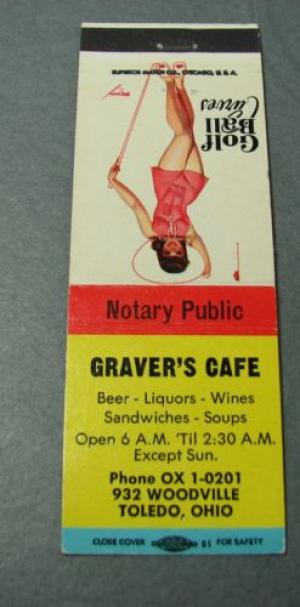 SUPERIOR MATCH CO., CHICAGO, U.S.A.
Golf
Ball
Curves
Notary Public
GRAVER'S CAFE
Beer - Liquors - Wines
Sandwiches - Soups
Open 6 A.M. 'Til 2:30 A.M.
Except Sun.
Phone OX 1-0201
932 WOODVILLE
TOLEDO, OHIO
CLOSE COVER
FOR SAFETY